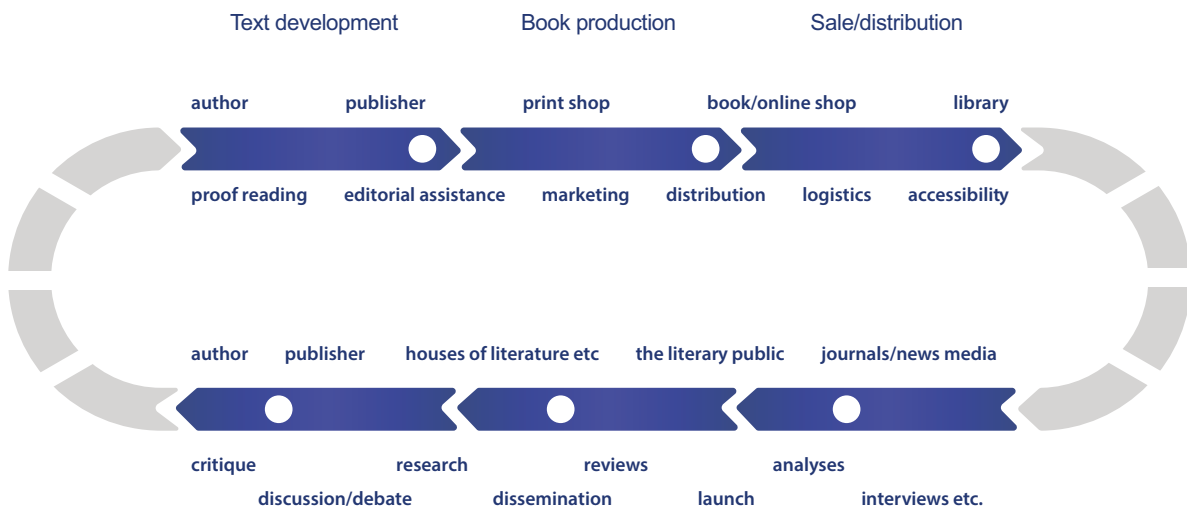 Text development Book production Sale/distribution
author publisher print shop book/online shop library
proof reading editorial assistance marketing distribution logistics accessibility
author publisher houses of literature etc the literary public journals/news media
critique research reviews analyses
discussion/debate dissemination launch interviews etc.